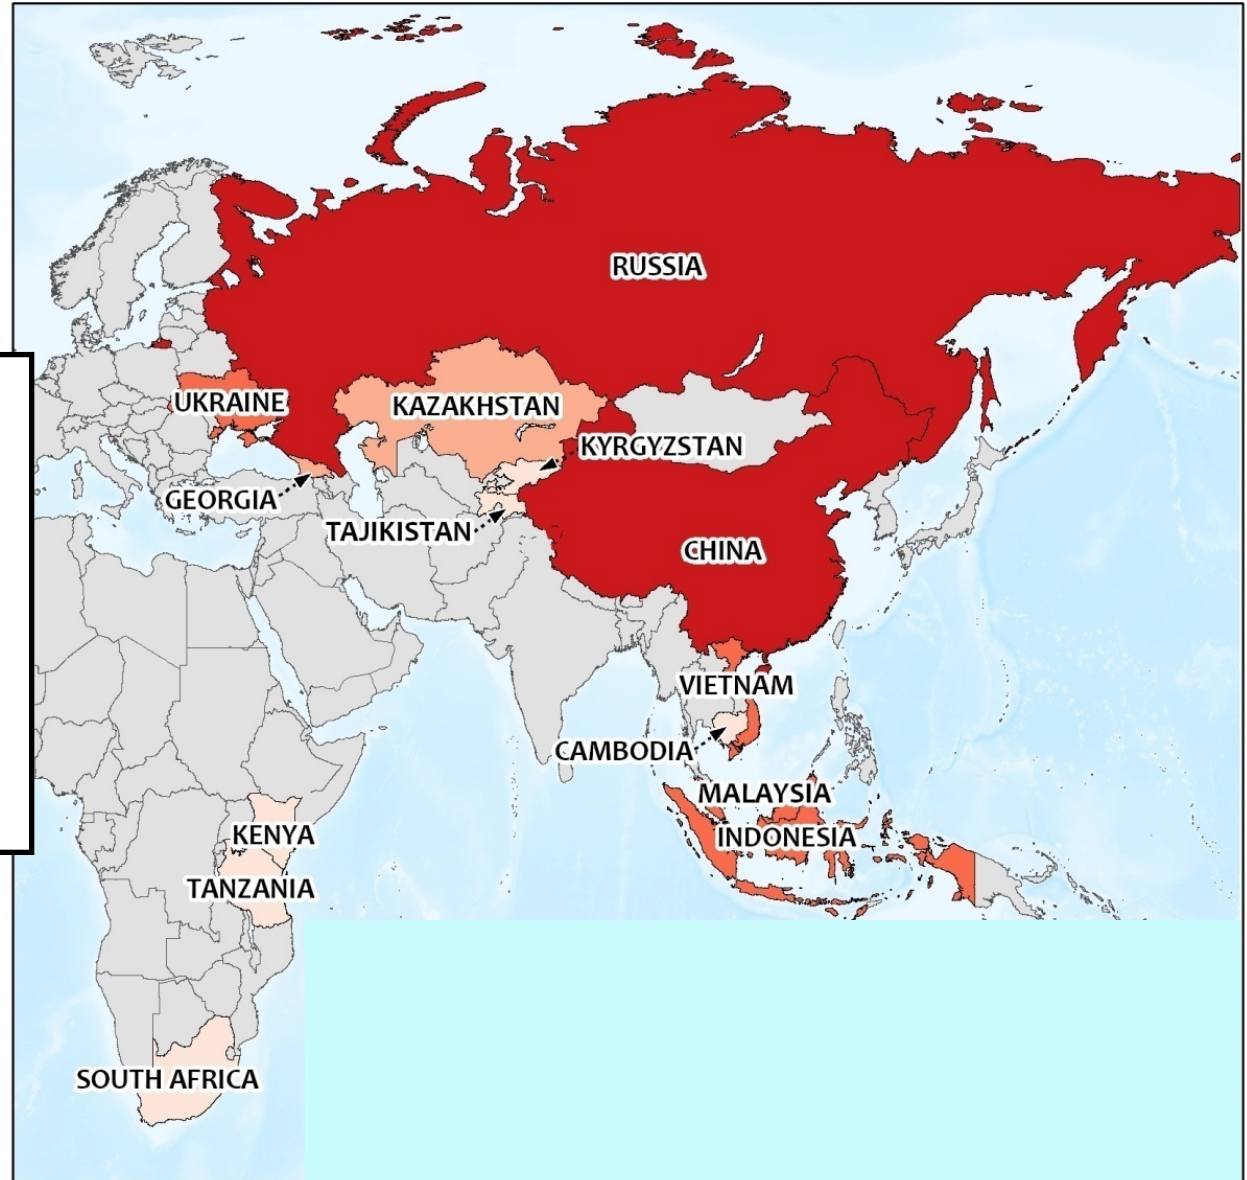 RUSSIA
UKRAINE
KAZAKHSTAN
KYRGYZSTAN
GEORGIA
TAJIKISTAN
CHINA
VIETNAM
CAMBODIA
MALAYSIA
INDONESIA
KENYA
TANZANIA
SOUTH AFRICA